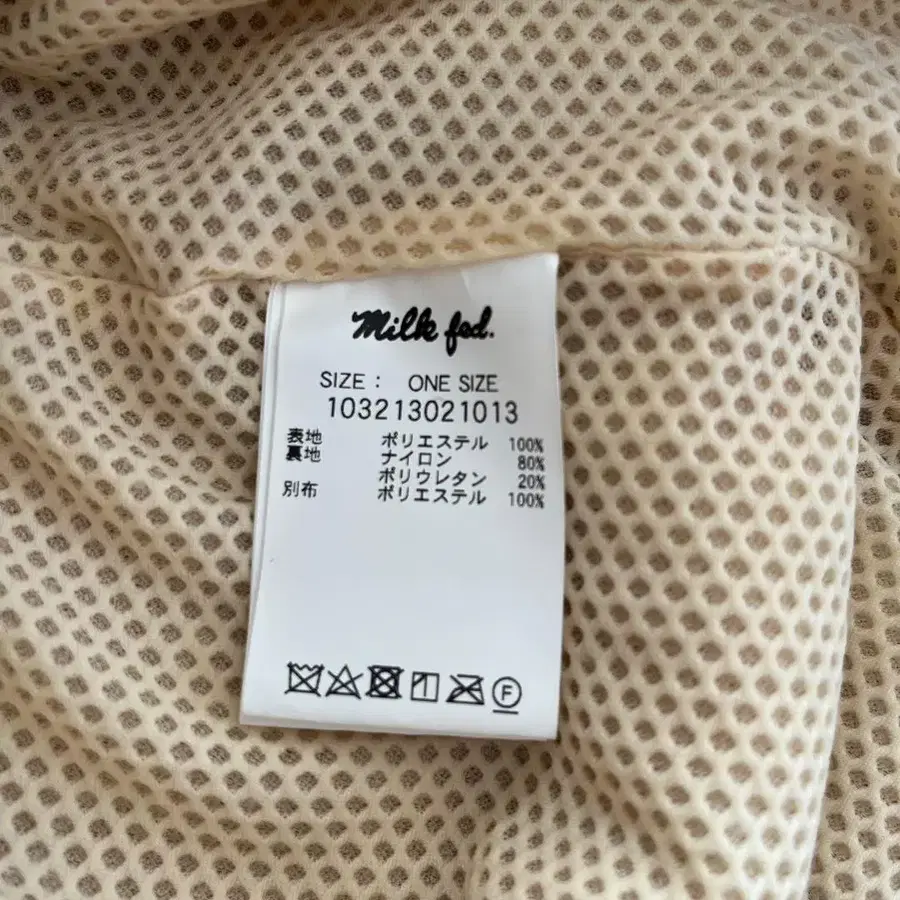 Milk fed.
SIZE : ONE SIZE
103213021013
表地 ポリエステル 100%
裏地 ナイロン 80%
ポリウレタン 20%
別布 ポリエステル 100%
F